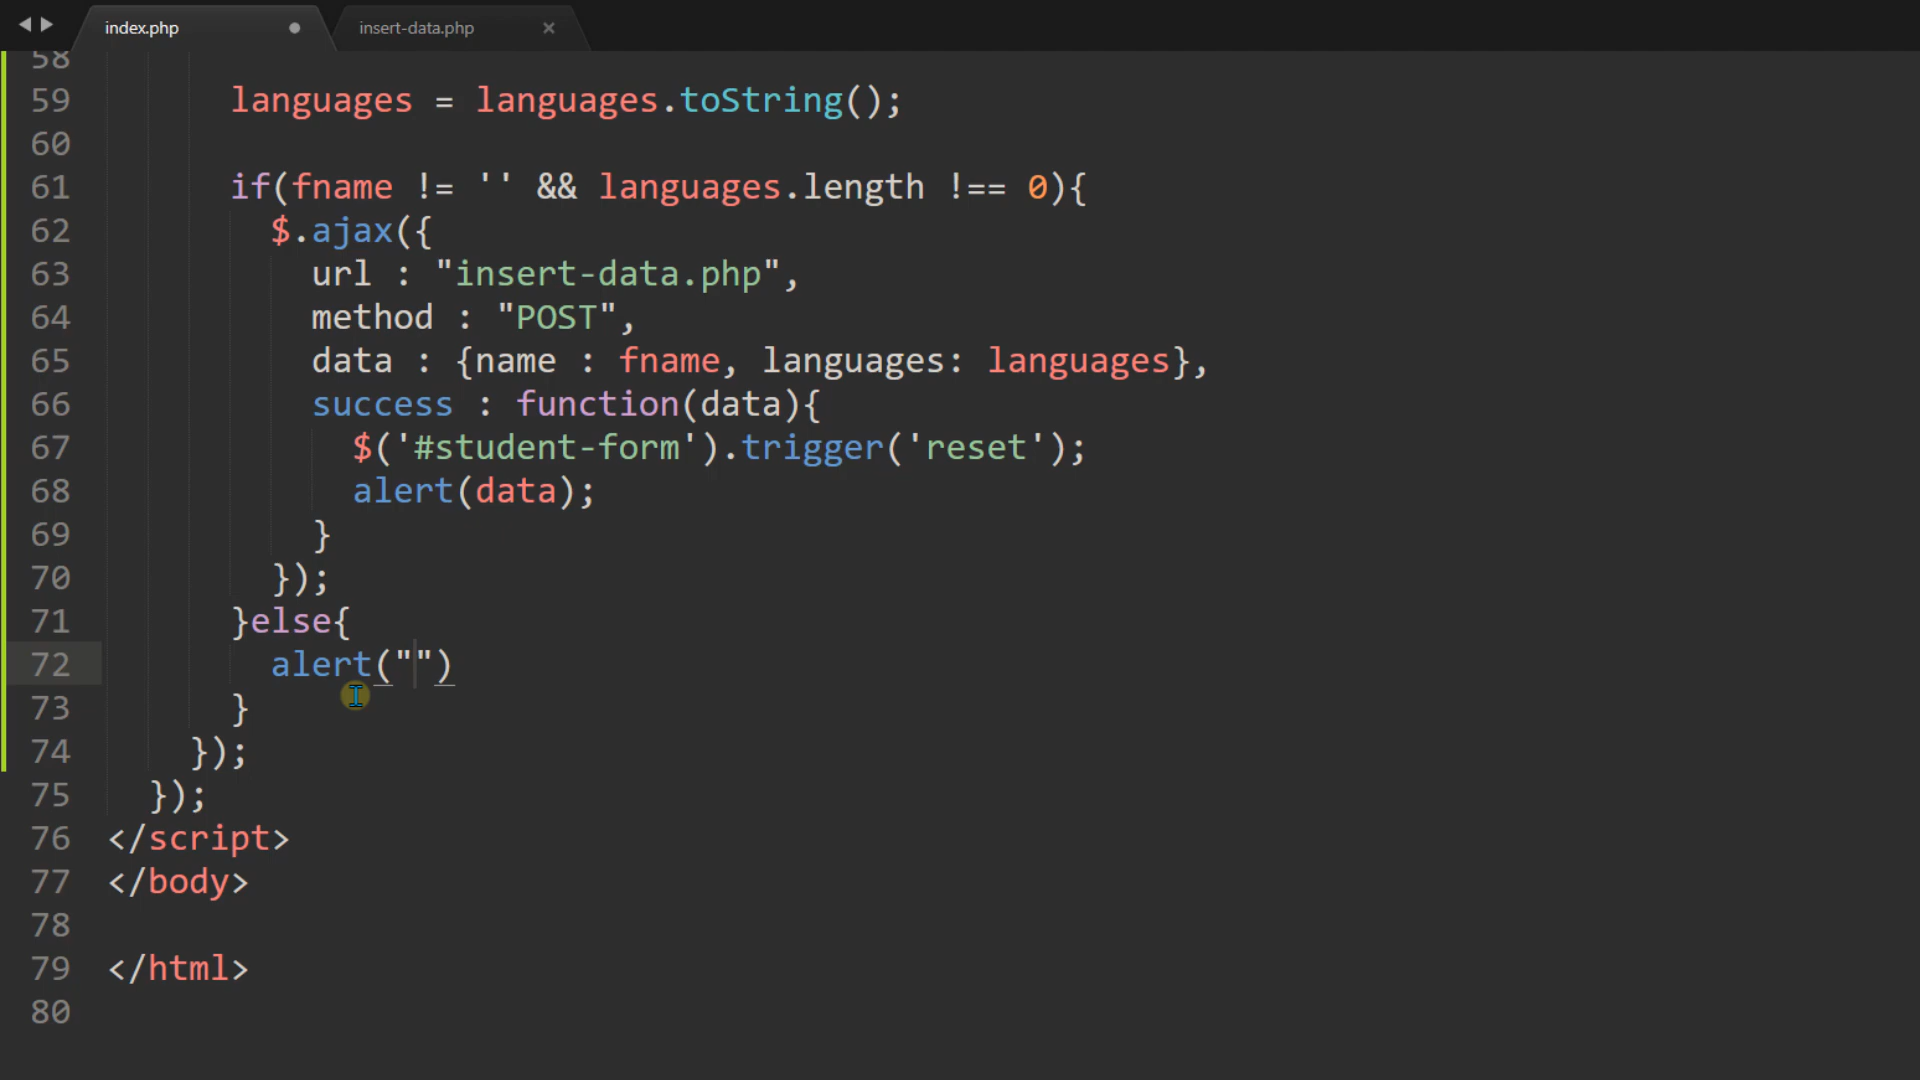 index.php insert-data.php
58
59 languages = languages.toString();
60
61 if(fname != '' && languages.length !== 0){
62 $.ajax({
63 url : "insert-data.php",
64 method : "POST",
65 data : {name : fname, languages: languages},
66 success : function(data){
67 $('#student-form').trigger('reset');
68 alert(data);
69 }
70 });
71 }else{
72 alert("")
73 }
74 });
75 });
76 </script>
77 </body>
78
79 </html>
80